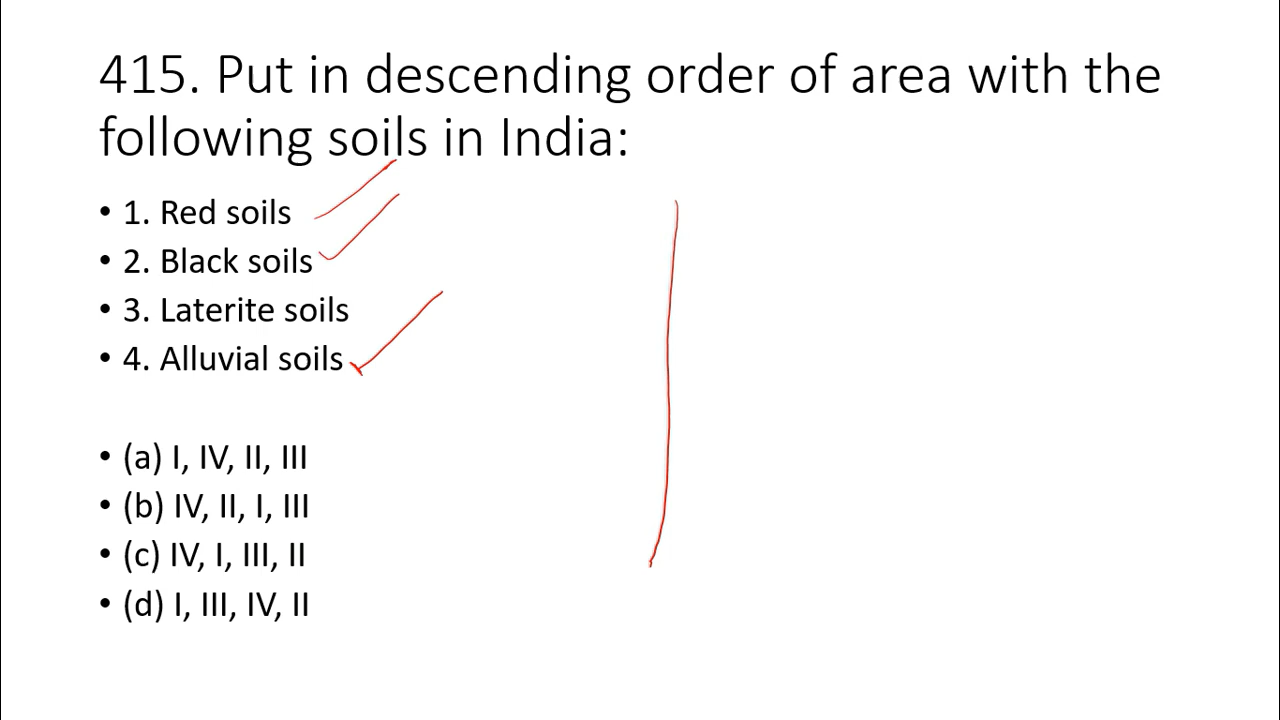 415. Put in descending order of area with the
following soils in India:
• 1. Red soils
• 2. Black soils
• 3. Laterite soils
• 4. Alluvial soils
• (a) I, IV, II, III
• (b) IV, II, I, III
• (c) IV, I, III, II
• (d) I, III, IV, II